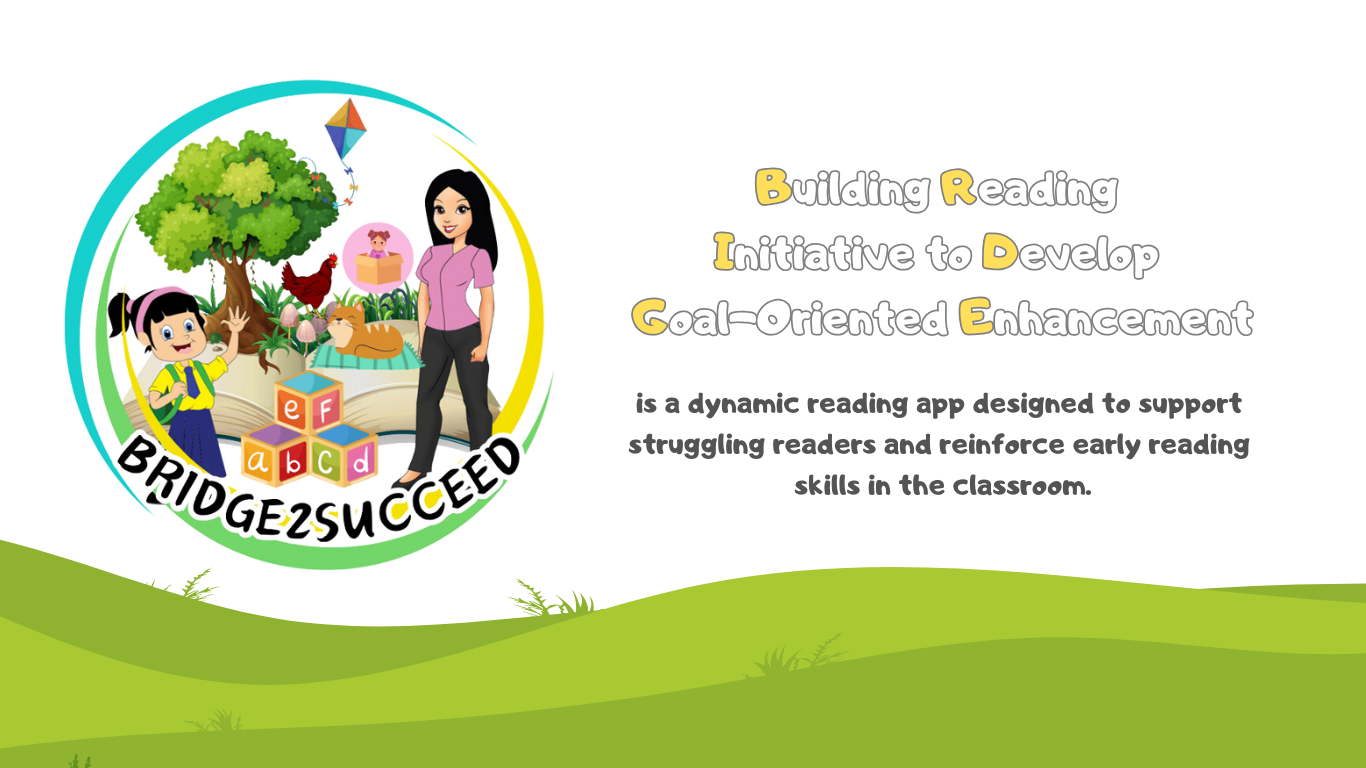 BRIDGE2SUCCEED
e F
a b C d
Building Reading
Initiative to Develop
Goal-Oriented Enhancement
is a dynamic reading app designed to support
struggling readers and reinforce early reading
skills in the classroom.